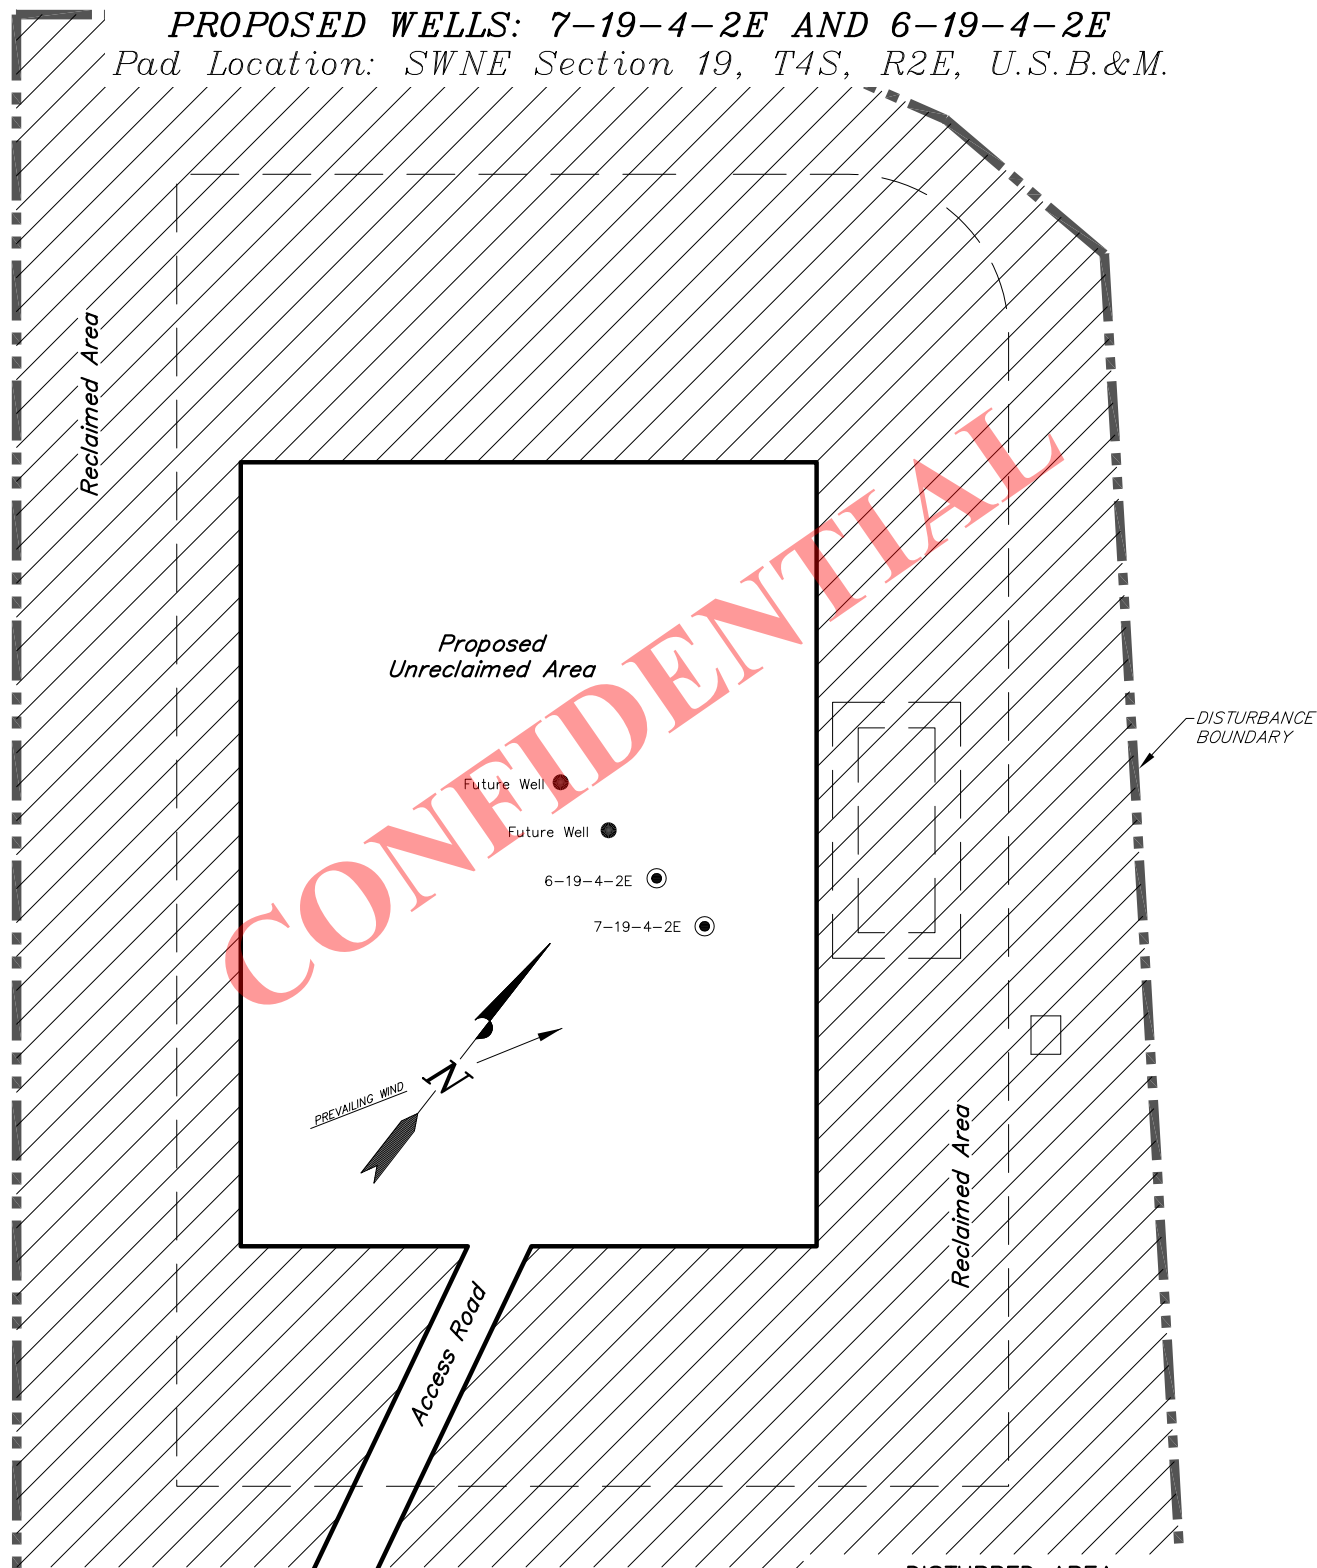 PROPOSED WELLS: 7-19-4-2E AND 6-19-4-2E
Pad Location: SWNE Section 19, T4S, R2E, U.S.B.&M.
Reclaimed Area
Proposed
Unreclaimed Area
CONFIDENTIAL
DISTURBANCE
BOUNDARY
Future Well
Future Well
6-19-4-2E
7-19-4-2E
N
PREVAILING WIND
Reclaimed Area
Access Road
DISTURBED AREA